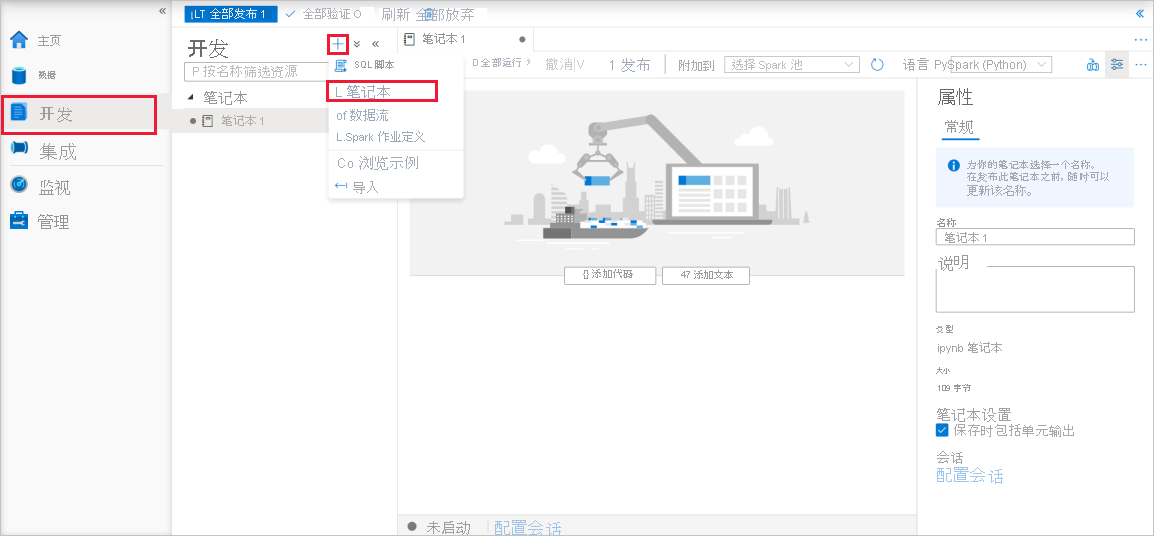 主页
数据
开发
集成
监视
管理
LT 全部发布 1
全部验证 O
刷新 全部放弃
开发
P 按名称筛选资源
笔记本
笔记本 1
SQL 脚本
L 笔记本
of 数据流
L.Spark 作业定义
Co 浏览示例
导入
笔记本 1
D 全部运行
撤消|V
1 发布
附加到
选择 Spark 池
语言 PySpark (Python)
{} 添加代码
47 添加文本
未启动
配置会话
属性
常规
为你的笔记本选择一个名称。
在发布此笔记本之前, 随时可以
更新该名称。
名称
笔记本 1
说明
类型
ipynb 笔记本
大小
109 字节
笔记本设置
保存时包括单元输出
会话
配置会话